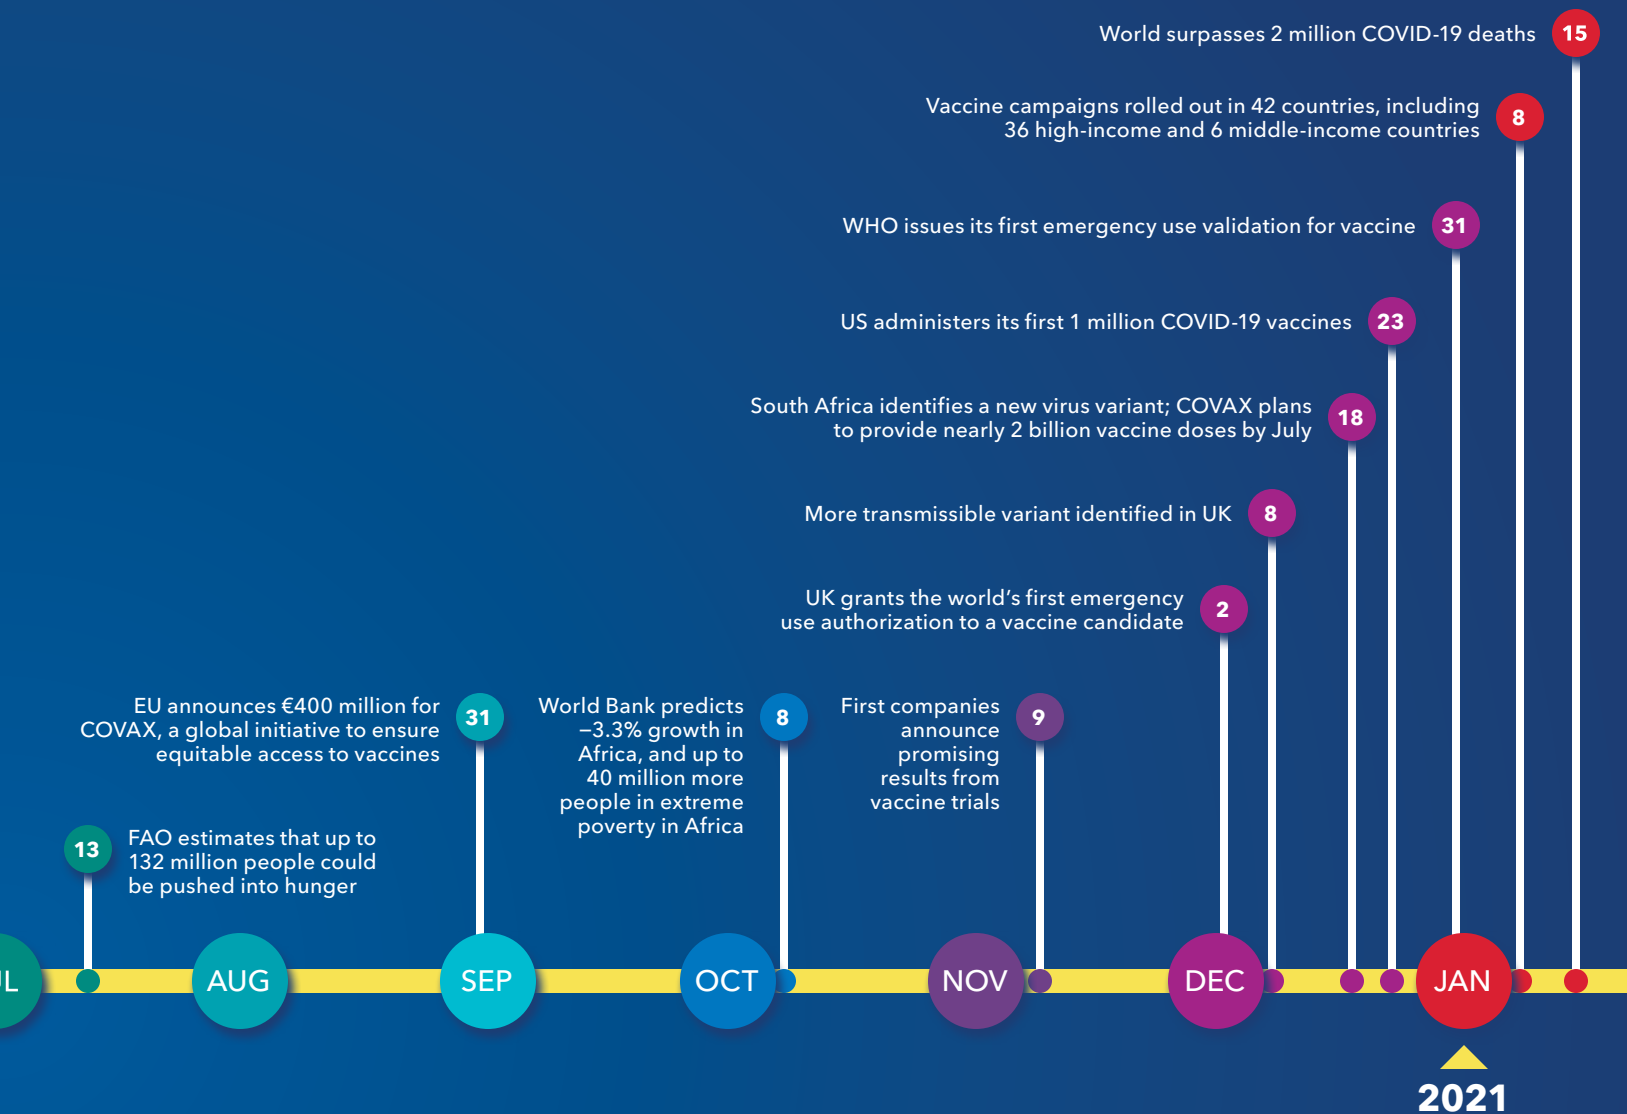 World surpasses 2 million COVID-19 deaths
15
Vaccine campaigns rolled out in 42 countries, including
36 high-income and 6 middle-income countries
8
WHO issues its first emergency use validation for vaccine
31
US administers its first 1 million COVID-19 vaccines
23
South Africa identifies a new virus variant; COVAX plans
to provide nearly 2 billion vaccine doses by July
18
More transmissible variant identified in UK
8
UK grants the world's first emergency
use authorization to a vaccine candidate
2
EU announces €400 million for
COVAX, a global initiative to ensure
equitable access to vaccines
31
World Bank predicts
–3.3% growth in
Africa, and up to
40 million more
people in extreme
poverty in Africa
8
First companies
announce
promising
results from
vaccine trials
9
13
FAO estimates that up to
132 million people could
be pushed into hunger
L
AUG
SEP
OCT
NOV
DEC
JAN
2021